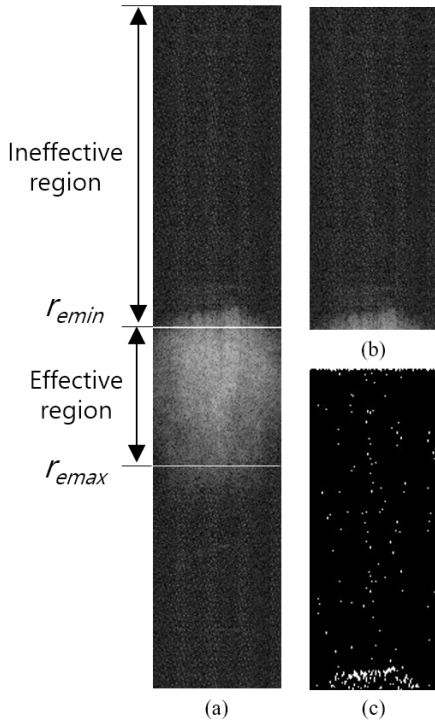 Ineffective
region
r_emin
(b)
Effective
region
r_emax
(a)
(c)